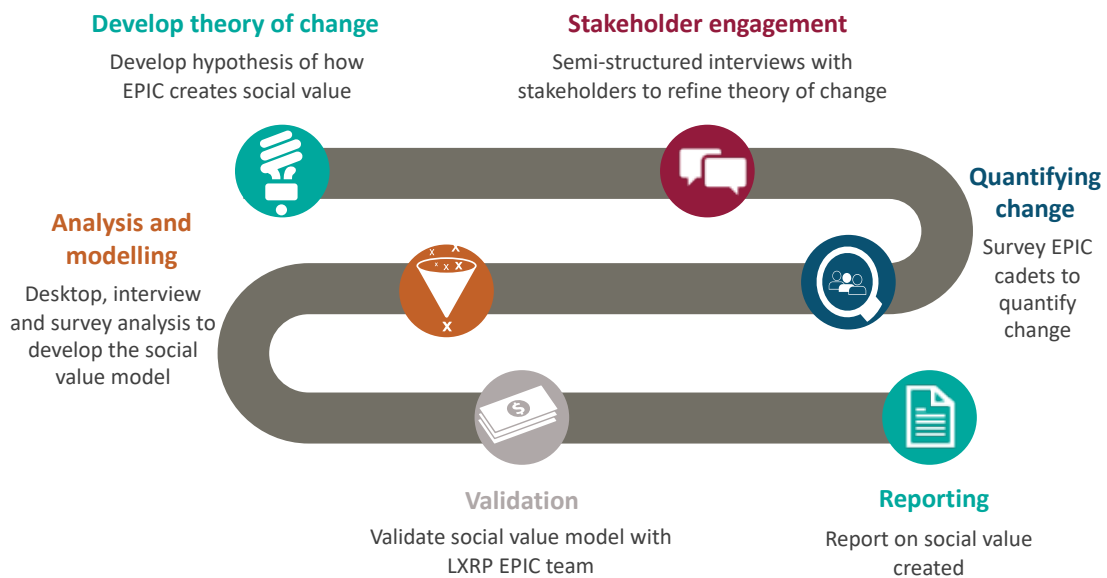 Develop theory of change
Develop hypothesis of how
EPIC creates social value
Stakeholder engagement
Semi-structured interviews with
stakeholders to refine theory of change
Quantifying
change
Survey EPIC
cadets to
quantify
change
Analysis and
modelling
Desktop, interview
and survey analysis to
develop the social
value model
x x
x x x
x
$
Validation
Validate social value model with
LXRP EPIC team
Reporting
Report on social value
created